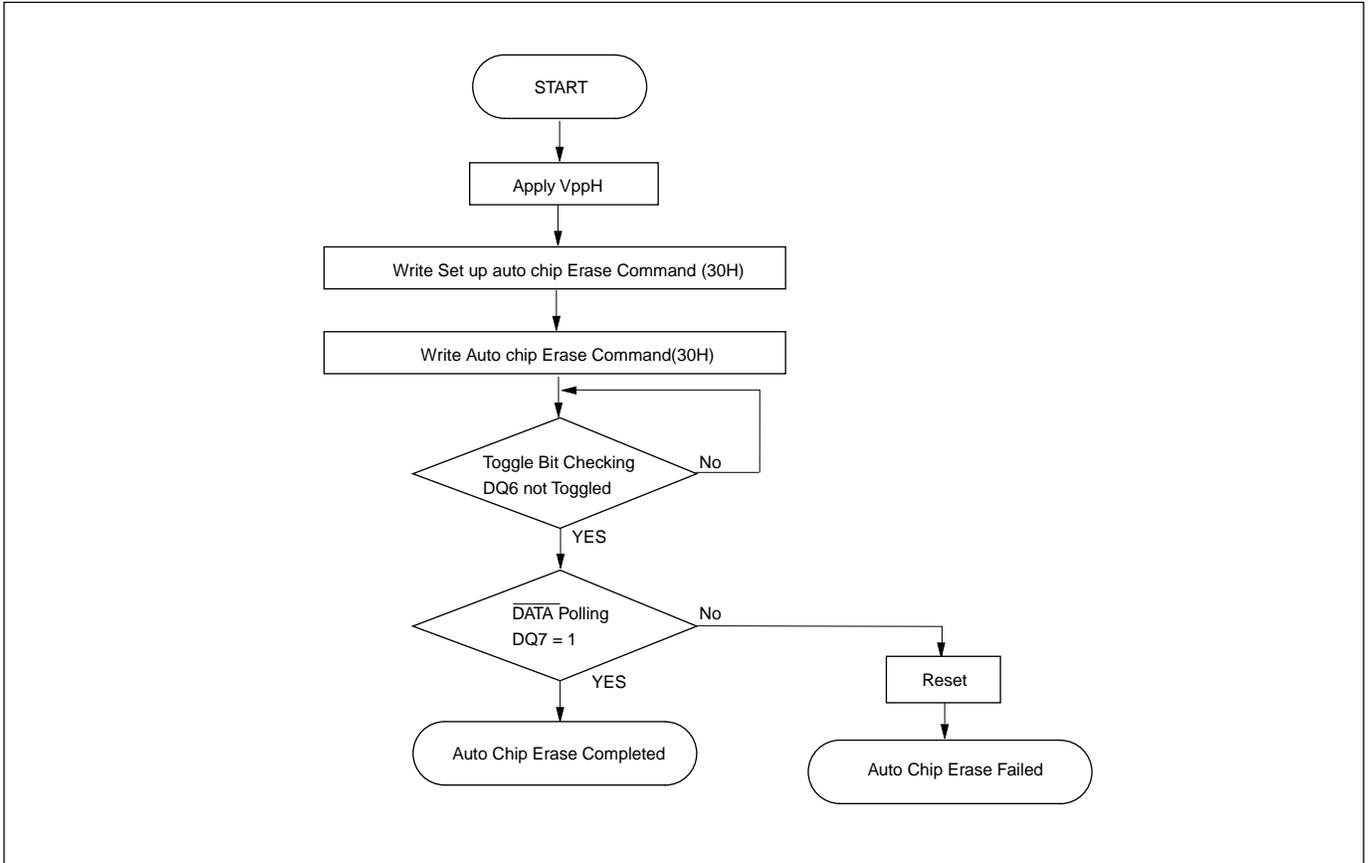 START
Apply VppH
Write Set up auto chip Erase Command (30H)
Write Auto chip Erase Command(30H)
Toggle Bit Checking
DQ6 not Toggled
No
YES
DATA Polling
DQ7 = 1
No
YES
Reset
Auto Chip Erase Completed
Auto Chip Erase Failed